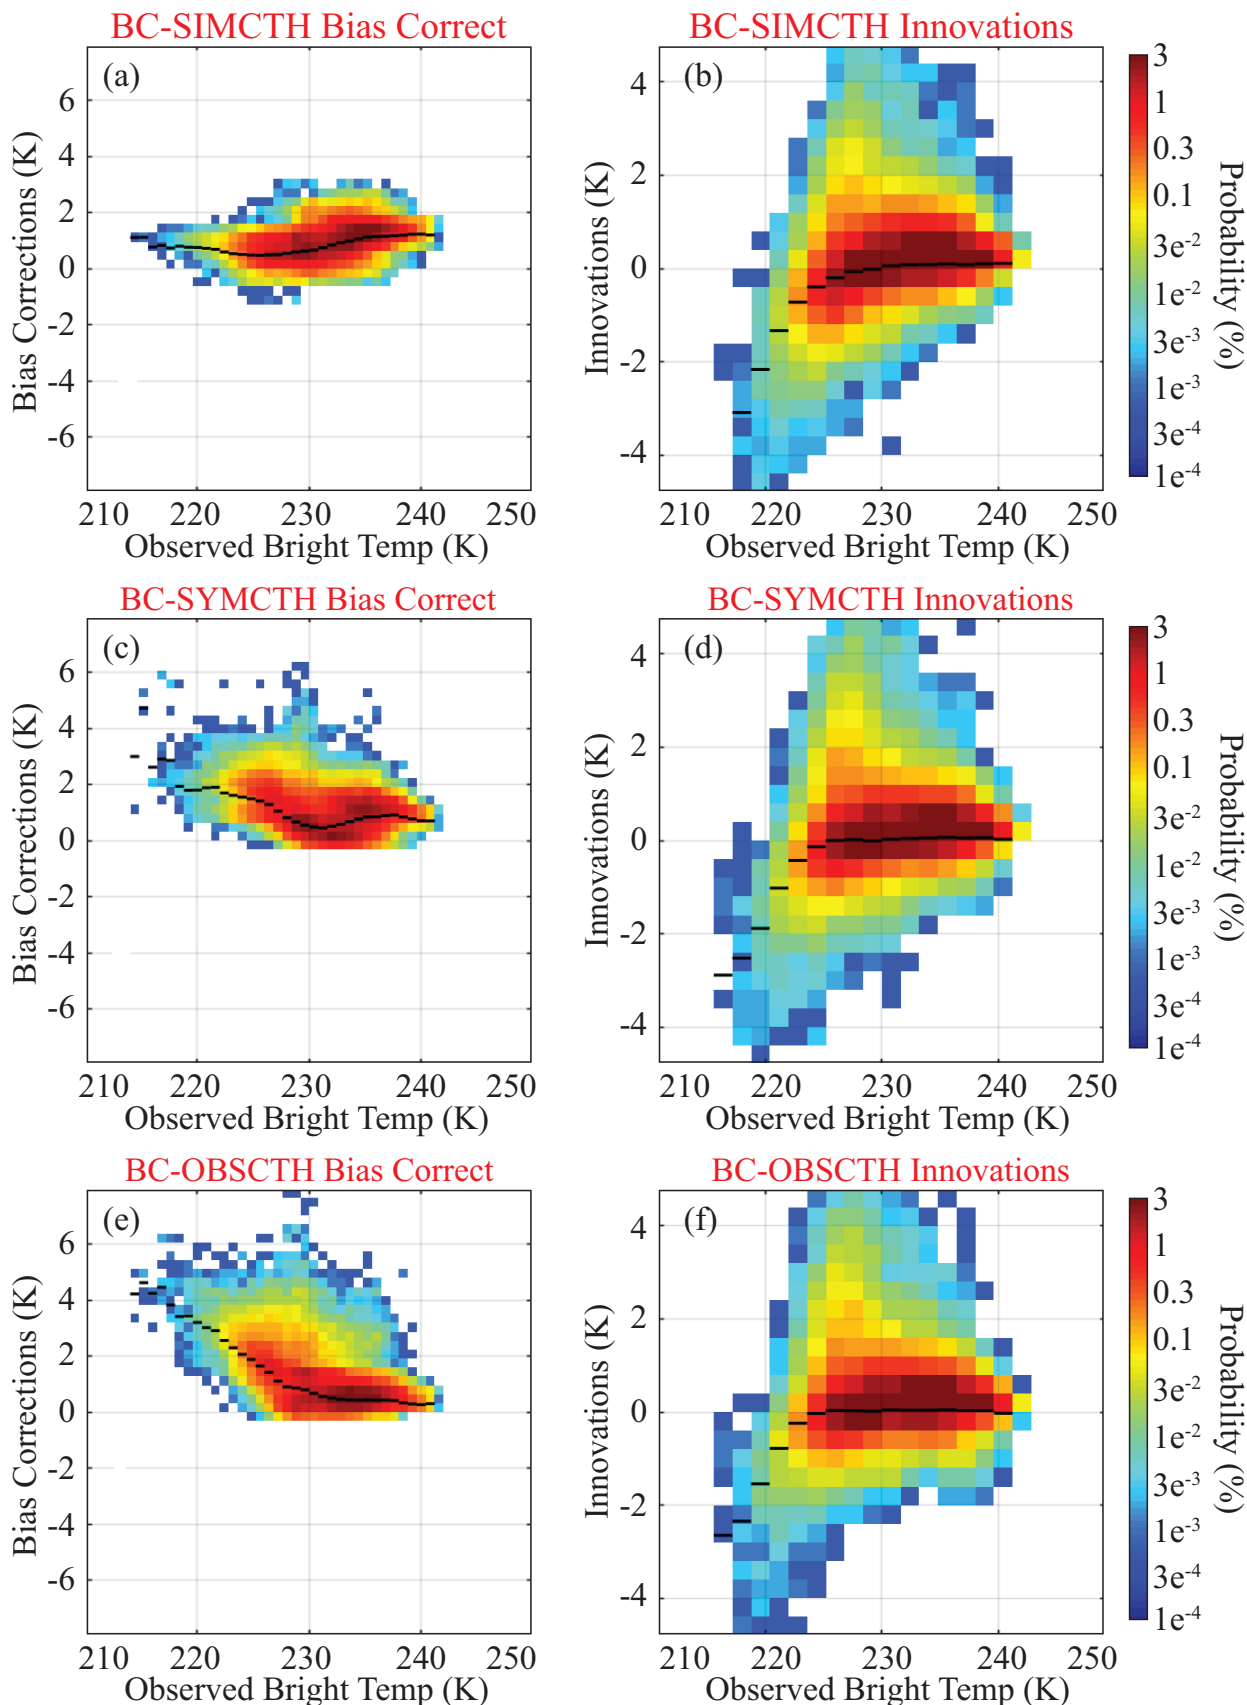 BC-SIMCTH Bias Correct
(a)
6
4
2
0
-2
-4
-6
Bias Corrections (K)
210 220 230 240 250
Observed Bright Temp (K)
BC-SIMCTH Innovations
(b)
4
2
0
-2
-4
Innovations (K)
210 220 230 240 250
Observed Bright Temp (K)
3
1
0.3
0.1
3e-2
1e-2
3e-3
1e-3
3e-4
1e-4
Probability (%)
BC-SYMCTH Bias Correct
(c)
6
4
2
0
-2
-4
-6
Bias Corrections (K)
210 220 230 240 250
Observed Bright Temp (K)
BC-SYMCTH Innovations
(d)
4
2
0
-2
-4
Innovations (K)
210 220 230 240 250
Observed Bright Temp (K)
3
1
0.3
0.1
3e-2
1e-2
3e-3
1e-3
3e-4
1e-4
Probability (%)
BC-OBSCTH Bias Correct
(e)
6
4
2
0
-2
-4
-6
Bias Corrections (K)
210 220 230 240 250
Observed Bright Temp (K)
BC-OBSCTH Innovations
(f)
4
2
0
-2
-4
Innovations (K)
210 220 230 240 250
Observed Bright Temp (K)
3
1
0.3
0.1
3e-2
1e-2
3e-3
1e-3
3e-4
1e-4
Probability (%)